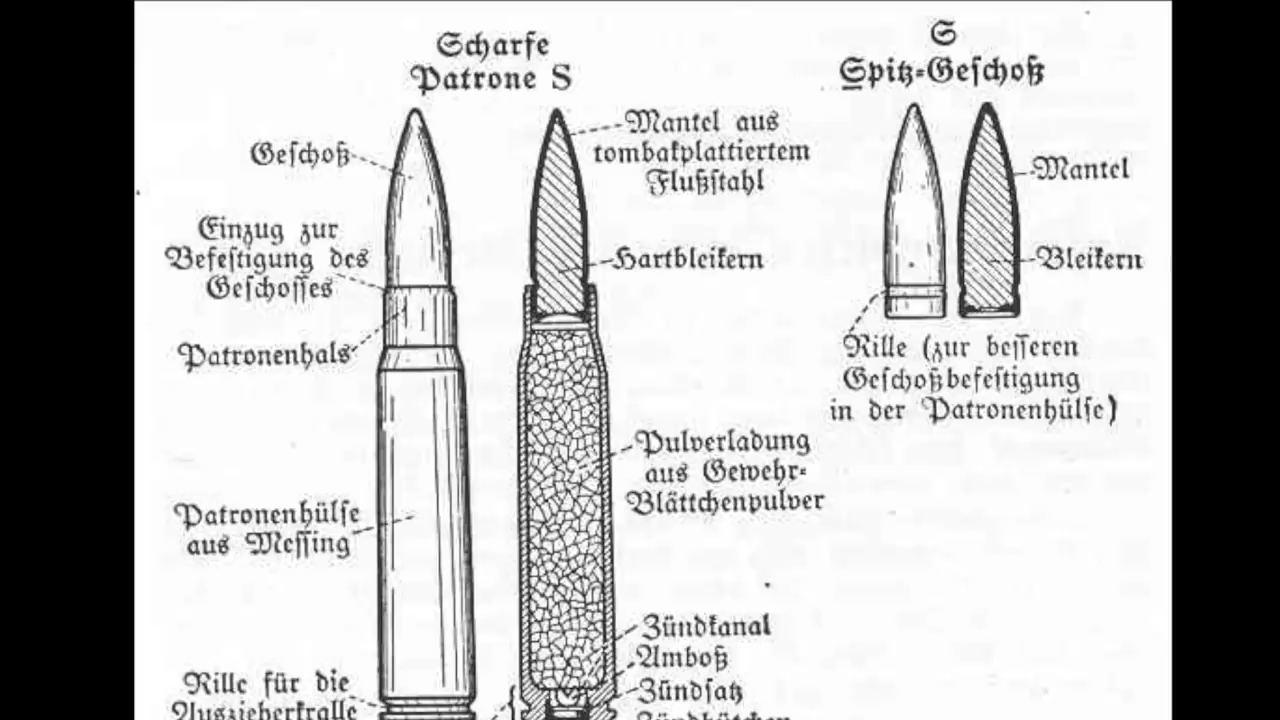 Scharfe
Patrone S
Geschoß
Einzug zur
Befestigung des
Geschosses
Patronenhals
Patronenhülse
aus Messing
Rille für die
Auszieherkralle
Mantel aus
tombakplattiertem
Flußstahl
Hartbleikern
Pulverladung
aus Gewehr-
Blättchenpulver
Zündkanal
Amboß
Zündsatz
Zündhütchen
S
Spitz-Geschoß
Mantel
Bleikern
Rille (zur besseren
Geschoßbefestigung
in der Patronenhülse)